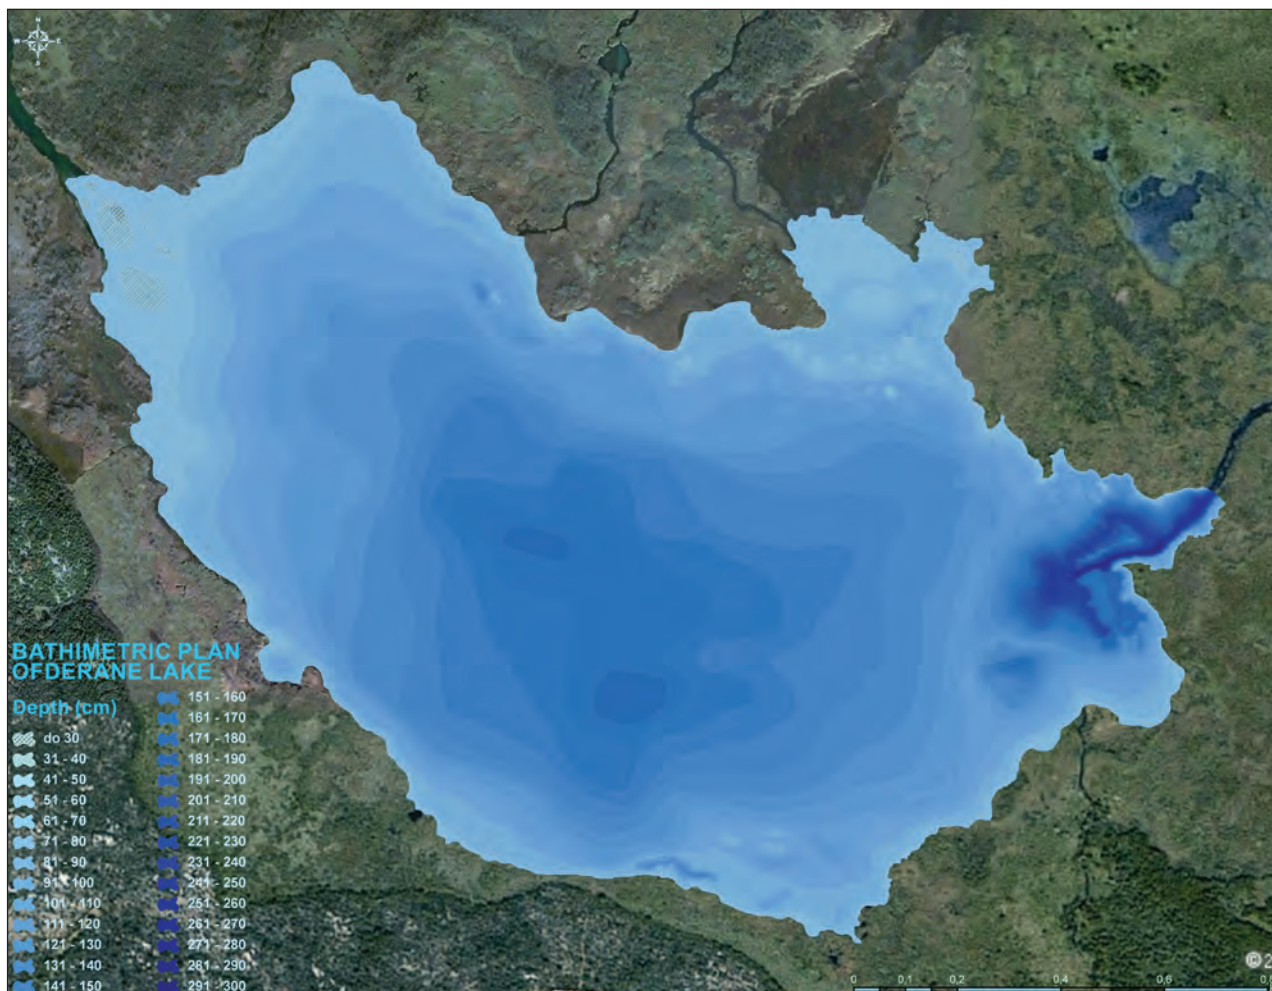 N
W E
S
BATHIMETRIC PLAN
OFDERANE LAKE
Depth (cm)
do 30
31 - 40
41 - 50
51 - 60
61 - 70
71 - 80
81 - 90
91 - 100
101 - 110
111 - 120
121 - 130
131 - 140
141 - 150
151 - 160
161 - 170
171 - 180
181 - 190
191 - 200
201 - 210
211 - 220
221 - 230
231 - 240
241 - 250
251 - 260
261 - 270
271 - 280
281 - 290
291 - 300
© 2
0 0,1 0,2 0,4 0,6 0,8